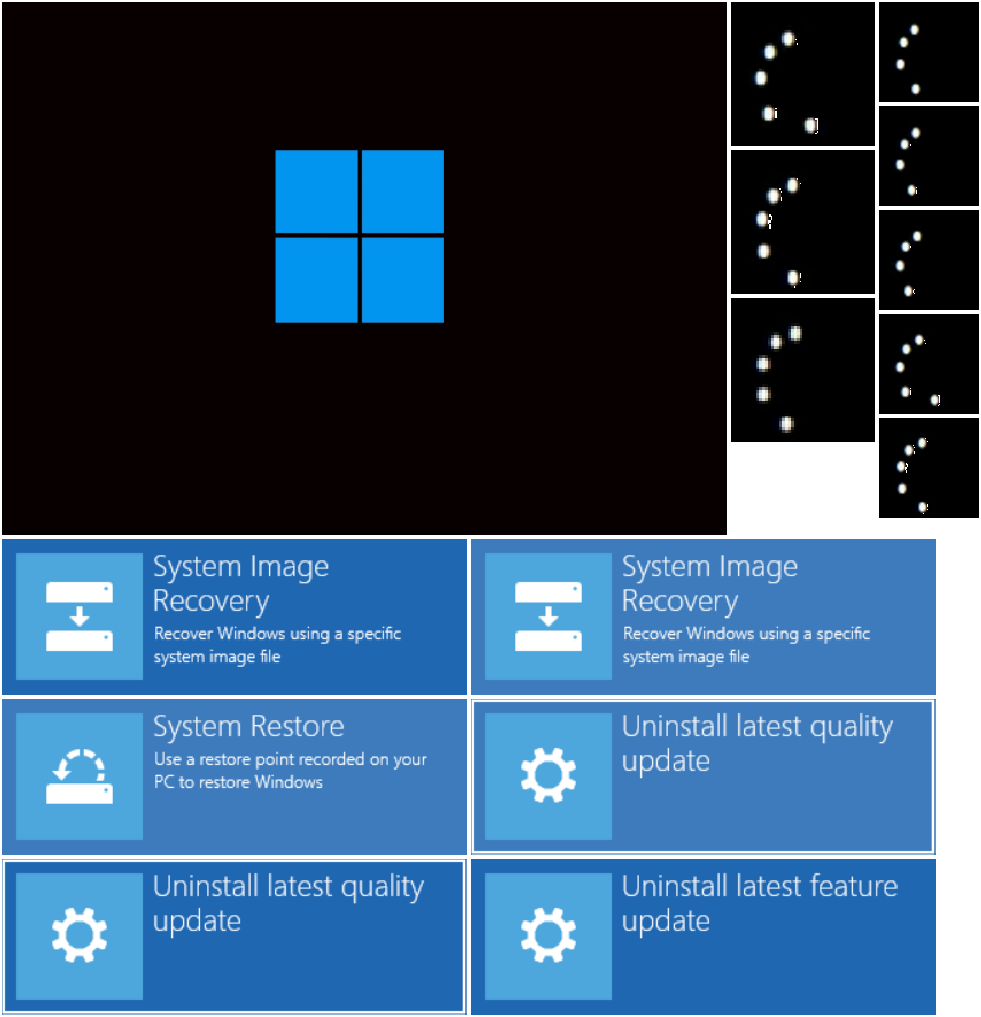 System Image
Recovery
Recover Windows using a specific
system image file
System Image
Recovery
Recover Windows using a specific
system image file
System Restore
Use a restore point recorded on your
PC to restore Windows
Uninstall latest quality
update
Uninstall latest quality
update
Uninstall latest feature
update